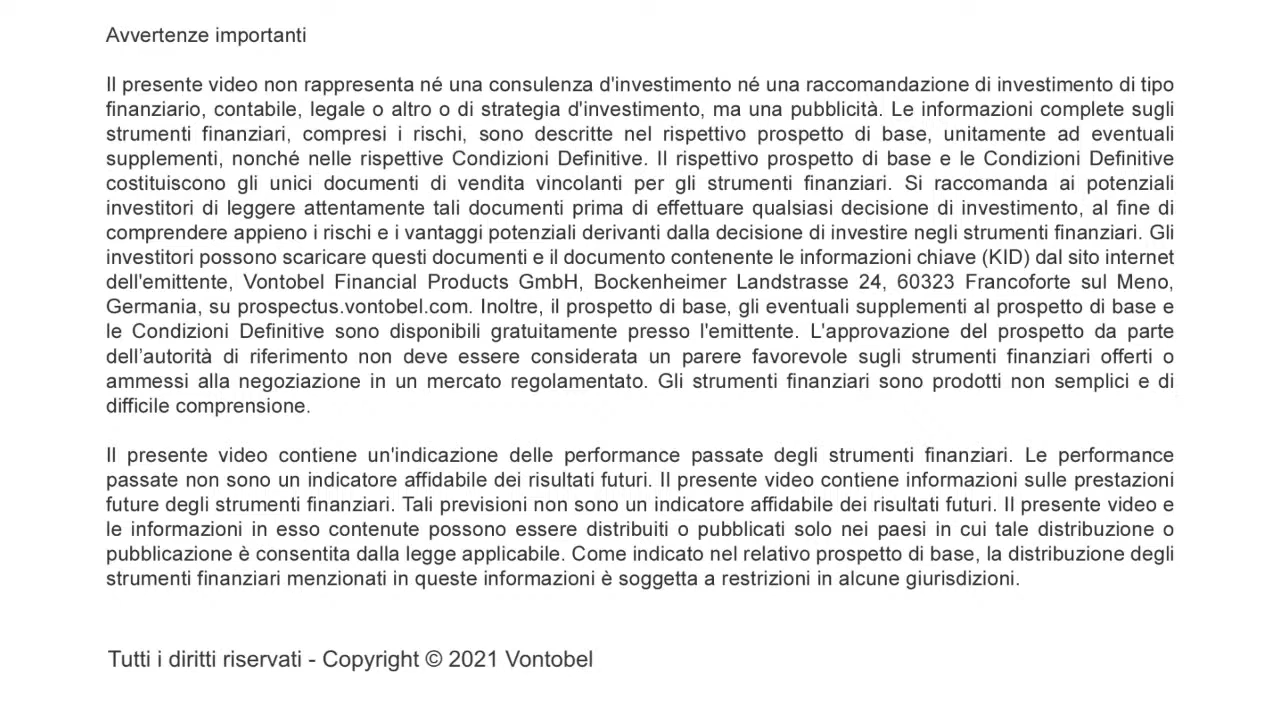 Avvertenze importanti
Il presente video non rappresenta né una consulenza d'investimento né una raccomandazione di investimento di tipo
finanziario, contabile, legale o altro o di strategia d'investimento, ma una pubblicità. Le informazioni complete sugli
strumenti finanziari, compresi i rischi, sono descritte nel rispettivo prospetto di base, unitamente ad eventuali
supplementi, nonché nelle rispettive Condizioni Definitive. Il rispettivo prospetto di base e le Condizioni Definitive
costituiscono gli unici documenti di vendita vincolanti per gli strumenti finanziari. Si raccomanda ai potenziali
investitori di leggere attentamente tali documenti prima di effettuare qualsiasi decisione di investimento, al fine di
comprendere appieno i rischi e i vantaggi potenziali derivanti dalla decisione di investire negli strumenti finanziari. Gli
investitori possono scaricare questi documenti e il documento contenente le informazioni chiave (KID) dal sito internet
dell'emittente, Vontobel Financial Products GmbH, Bockenheimer Landstrasse 24, 60323 Francoforte sul Meno,
Germania, su prospectus.vontobel.com. Inoltre, il prospetto di base, gli eventuali supplementi al prospetto di base e
le Condizioni Definitive sono disponibili gratuitamente presso l'emittente. L'approvazione del prospetto da parte
dell’autorità di riferimento non deve essere considerata un parere favorevole sugli strumenti finanziari offerti o
ammessi alla negoziazione in un mercato regolamentato. Gli strumenti finanziari sono prodotti non semplici e di
difficile comprensione.
Il presente video contiene un'indicazione delle performance passate degli strumenti finanziari. Le performance
passate non sono un indicatore affidabile dei risultati futuri. Il presente video contiene informazioni sulle prestazioni
future degli strumenti finanziari. Tali previsioni non sono un indicatore affidabile dei risultati futuri. Il presente video e
le informazioni in esso contenute possono essere distribuiti o pubblicati solo nei paesi in cui tale distribuzione o
pubblicazione è consentita dalla legge applicabile. Come indicato nel relativo prospetto di base, la distribuzione degli
strumenti finanziari menzionati in queste informazioni è soggetta a restrizioni in alcune giurisdizioni.
Tutti i diritti riservati - Copyright © 2021 Vontobel